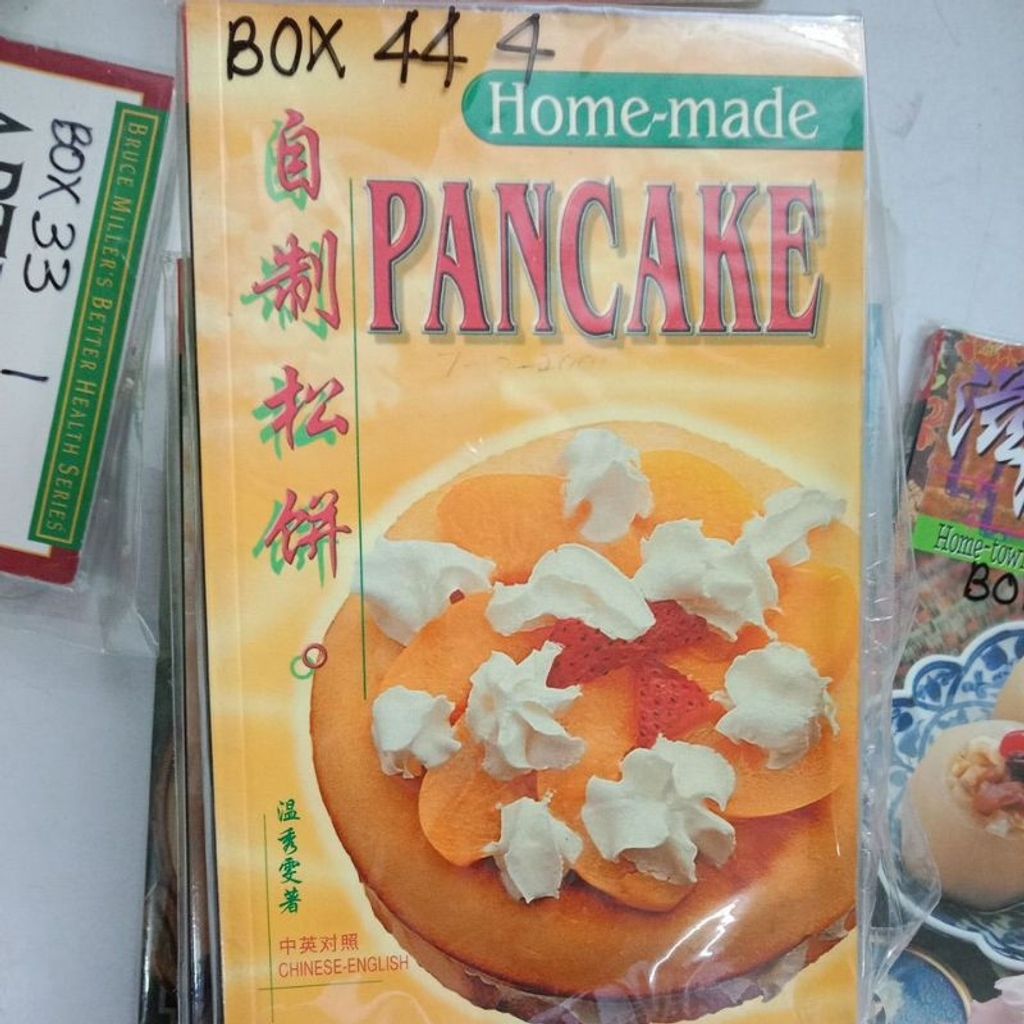 BOX 44 4
Home-made
PANCAKE
自制松饼
温秀雯著
中英对照
CHINESE-ENGLISH
BRUCE MILLER'S BETTER HEALTH SERIES
BOX 33
1
Home-tow
BO